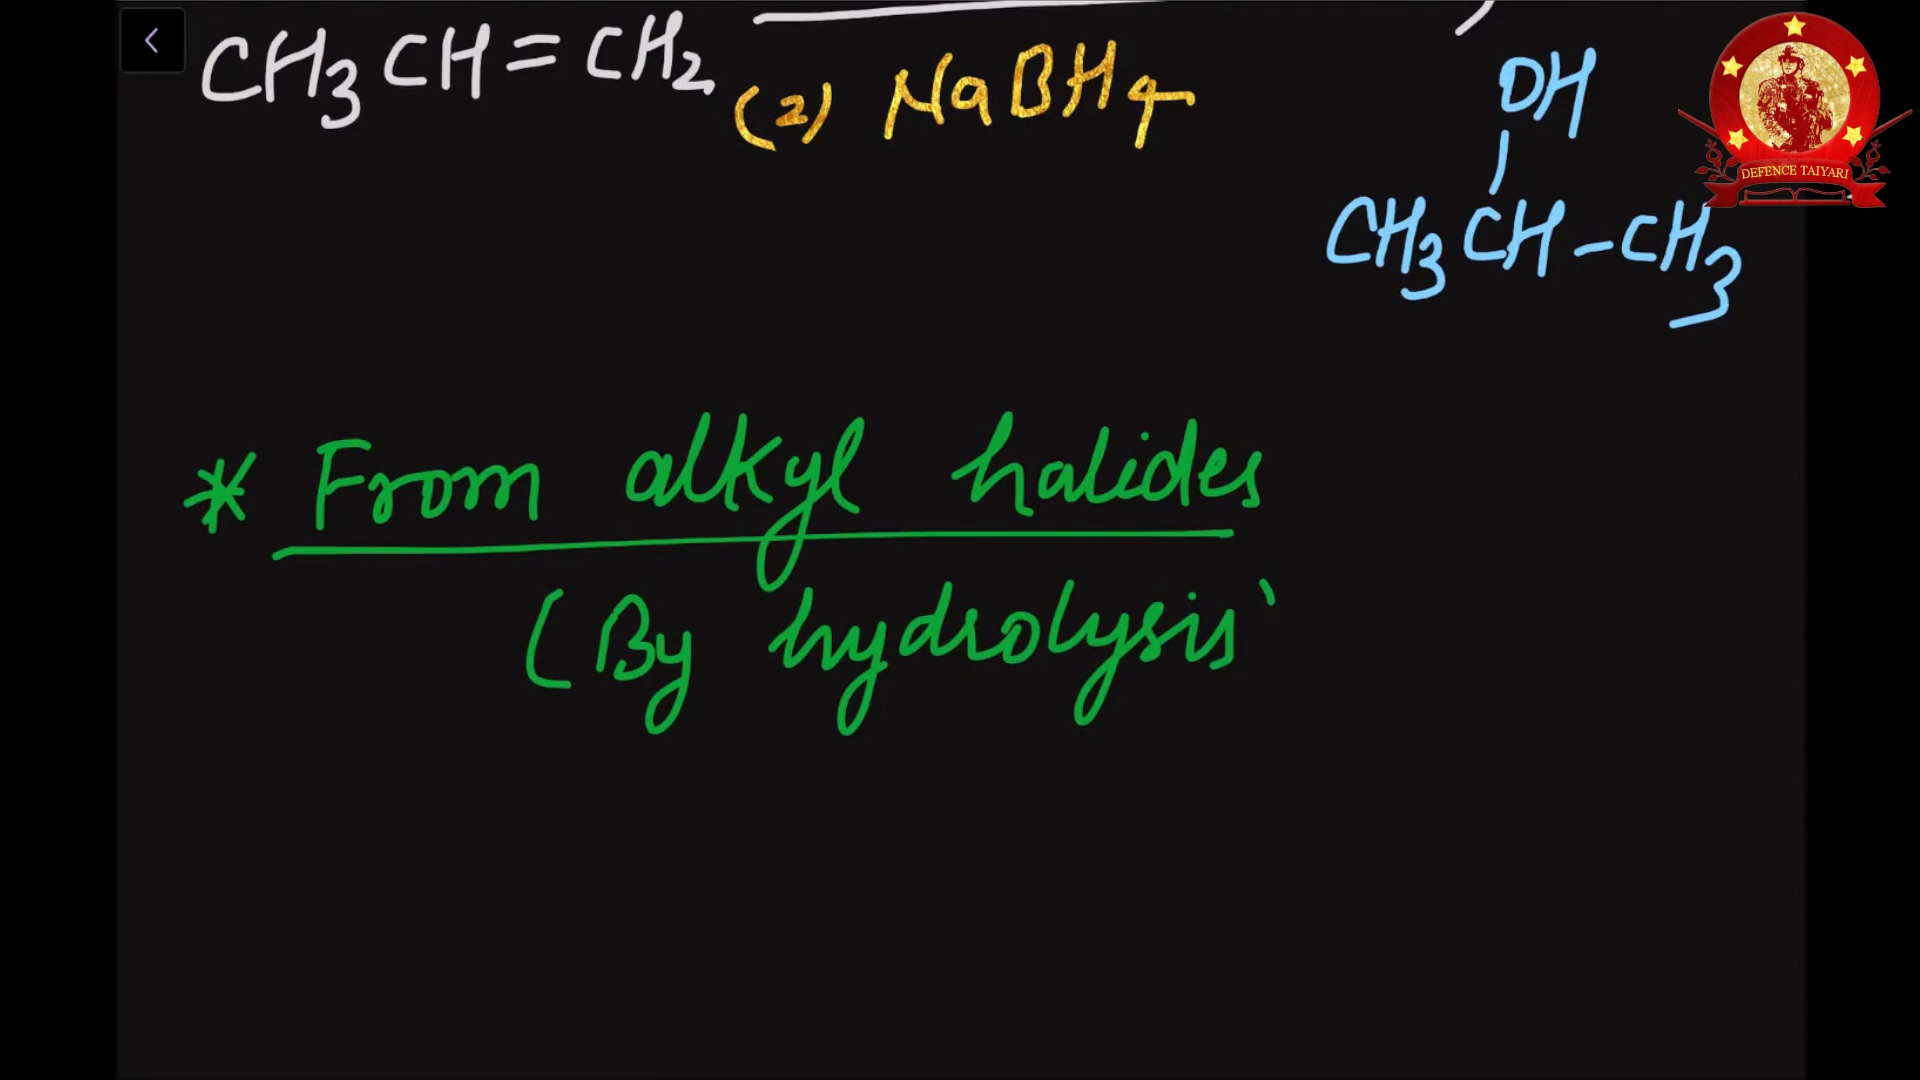 CH3CH=CH2
(2) NaBH4
OH
CH3CH-CH3
DEFENCE TAIYARI
* From alkyl halides
(By hydrolysis)